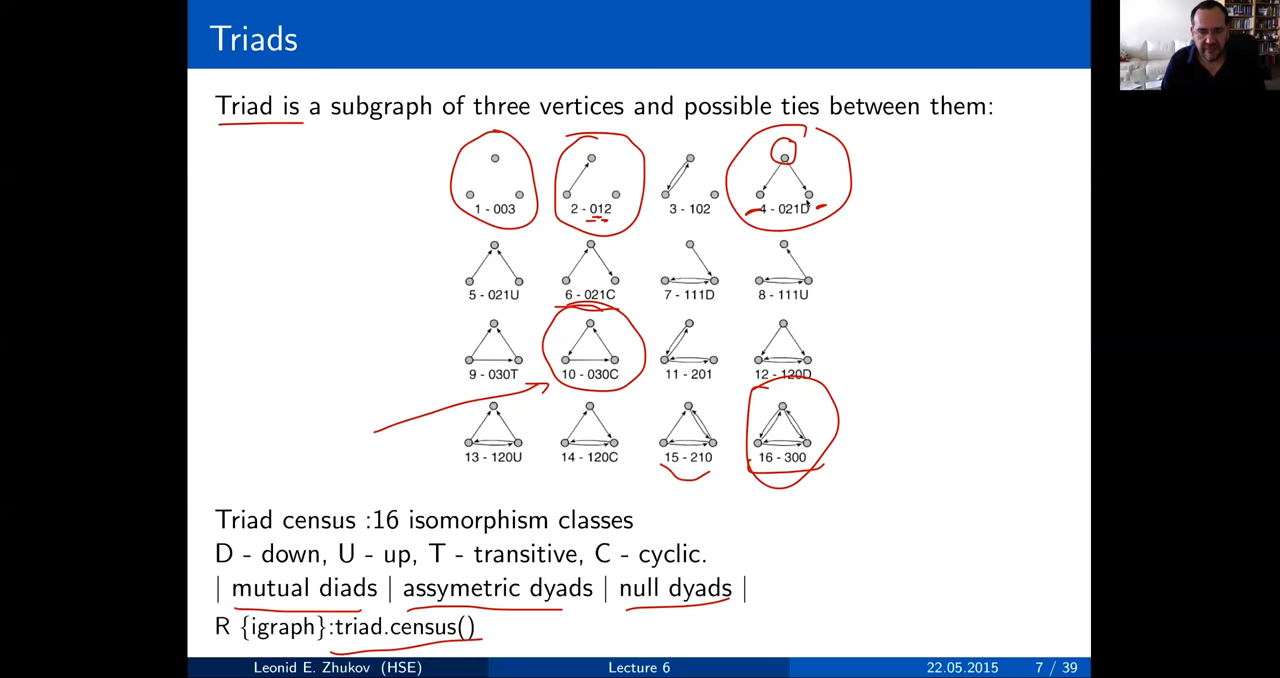 Triads
Triad is a subgraph of three vertices and possible ties between them:
1 - 003 2 - 012 3 - 102 4 - 021D
5 - 021U 6 - 021C 7 - 111D 8 - 111U
9 - 030T 10 - 030C 11 - 201 12 - 120D
13 - 120U 14 - 120C 15 - 210 16 - 300
Triad census :16 isomorphism classes
D - down, U - up, T - transitive, C - cyclic.
| mutual diads | assymetric dyads | null dyads |
R {igraph}:triad.census()
Leonid E. Zhukov (HSE) Lecture 6 22.05.2015 7 / 39